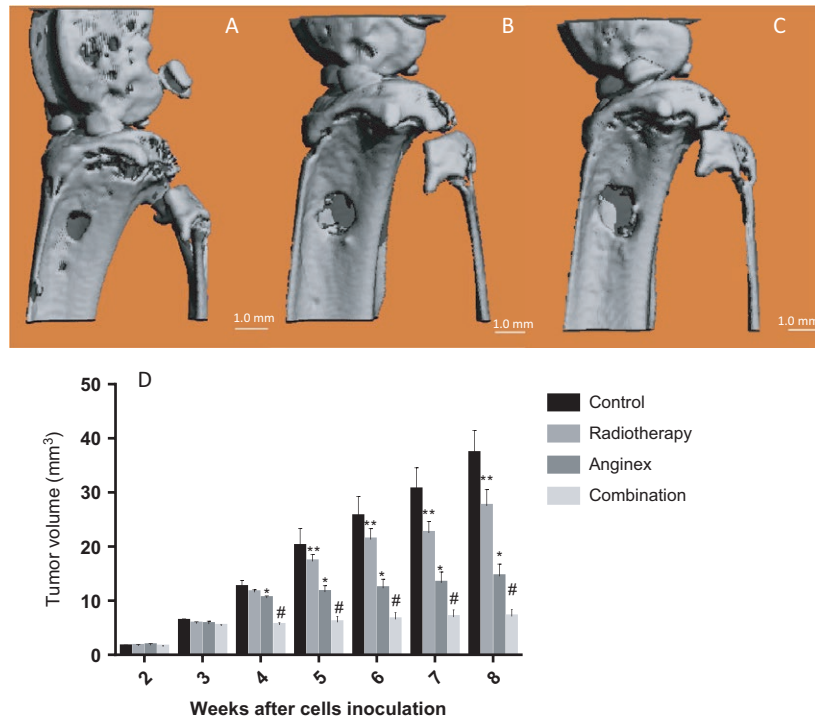 A
B
C
1.0 mm
1.0 mm
1.0 mm
D
50
40
30
20
10
0
Tumor volume (mm³)
Control
Radiotherapy
Anginex
Combination
*
#
**
*
#
**
*
#
**
*
#
**
*
#
2
3
4
5
6
7
8
Weeks after cells inoculation